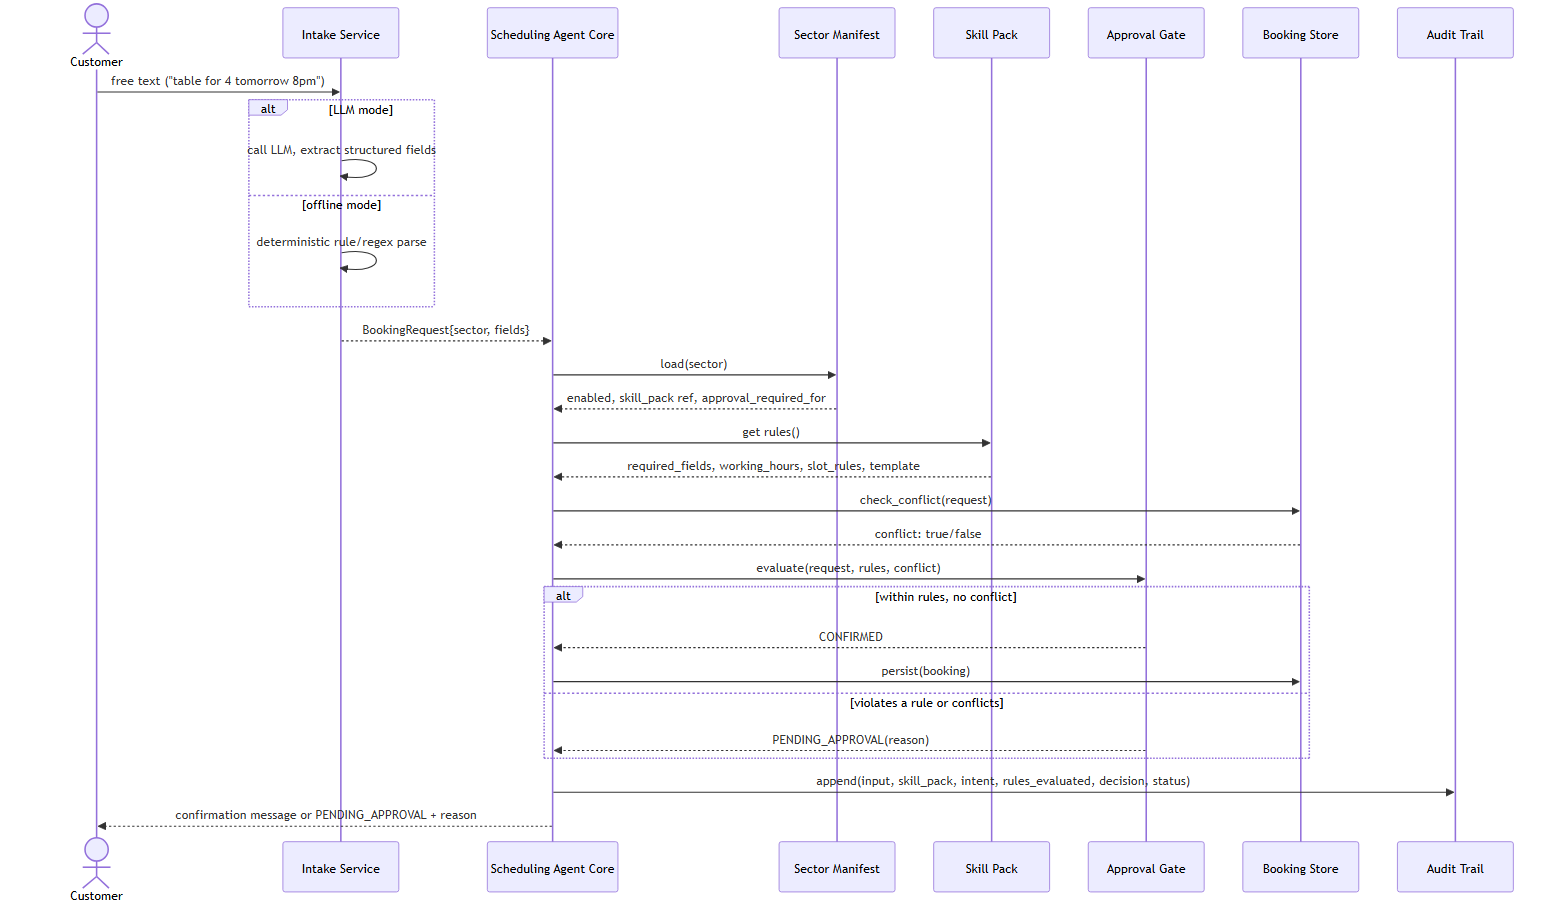 Customer
Intake Service
Scheduling Agent Core
Sector Manifest
Skill Pack
Approval Gate
Booking Store
Audit Trail
free text ("table for 4 tomorrow 8pm")
alt
[LLM mode]
call LLM, extract structured fields
[offline mode]
deterministic rule/regex parse
BookingRequest{sector, fields}
load(sector)
enabled, skill_pack ref, approval_required_for
get rules()
required_fields, working_hours, slot_rules, template
check_conflict(request)
conflict: true/false
evaluate(request, rules, conflict)
alt
[within rules, no conflict]
CONFIRMED
persist(booking)
[violates a rule or conflicts]
PENDING_APPROVAL(reason)
append(input, skill_pack, intent, rules_evaluated, decision, status)
confirmation message or PENDING_APPROVAL + reason
Customer
Intake Service
Scheduling Agent Core
Sector Manifest
Skill Pack
Approval Gate
Booking Store
Audit Trail